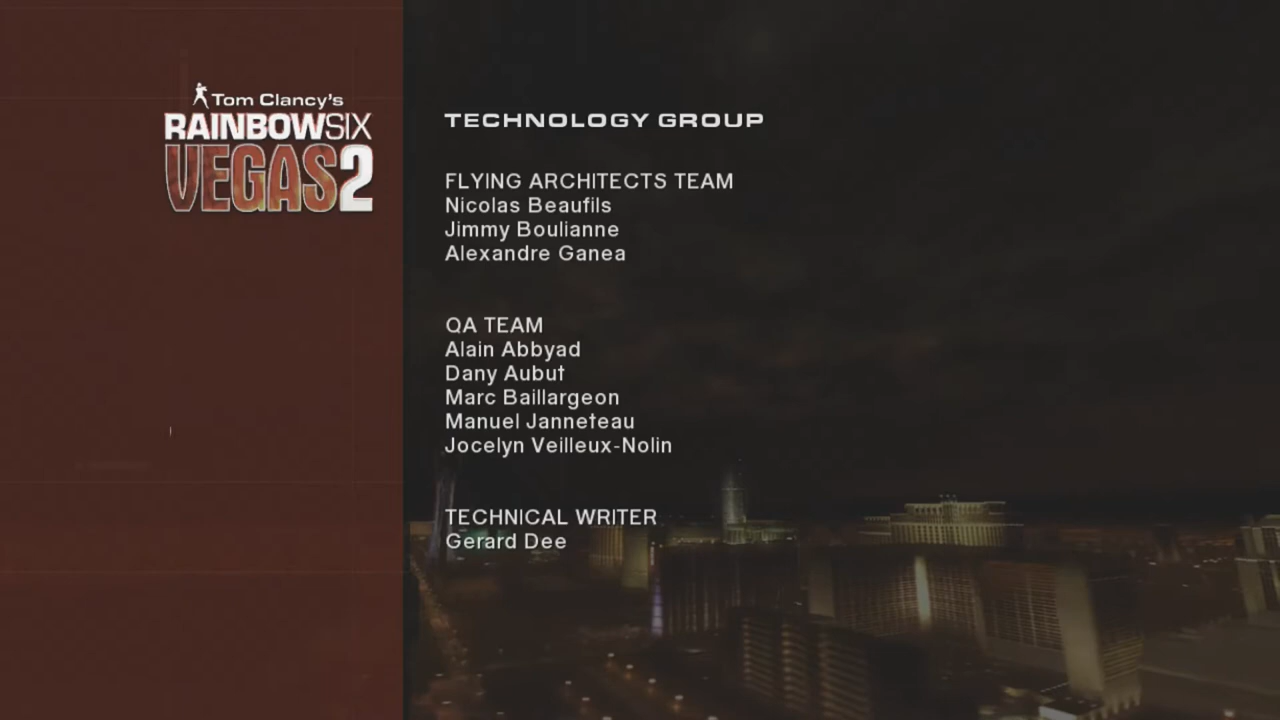 Tom Clancy's
RAINBOWSIX
VEGAS2
TECHNOLOGY GROUP
FLYING ARCHITECTS TEAM
Nicolas Beaufils
Jimmy Boulianne
Alexandre Ganea
QA TEAM
Alain Abbyad
Dany Aubut
Marc Baillargeon
Manuel Janneteau
Jocelyn Veilleux-Nolin
TECHNICAL WRITER
Gerard Dee